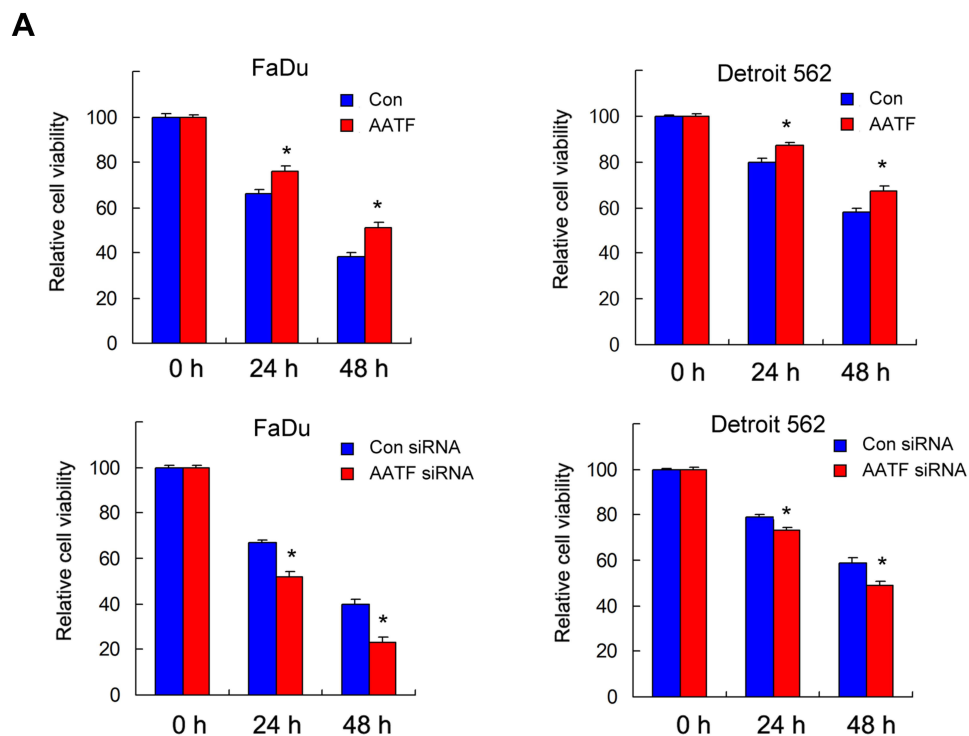 A
FaDu
Con
AATF
Relative cell viability
100
80
60
40
20
0
*
*
0 h 24 h 48 h
Detroit 562
Con
AATF
Relative cell viability
100
80
60
40
20
0
*
*
0 h 24 h 48 h
FaDu
Con siRNA
AATF siRNA
Relative cell viability
100
80
60
40
20
0
*
*
0 h 24 h 48 h
Detroit 562
Con siRNA
AATF siRNA
Relative cell viability
100
80
60
40
20
0
*
*
0 h 24 h 48 h